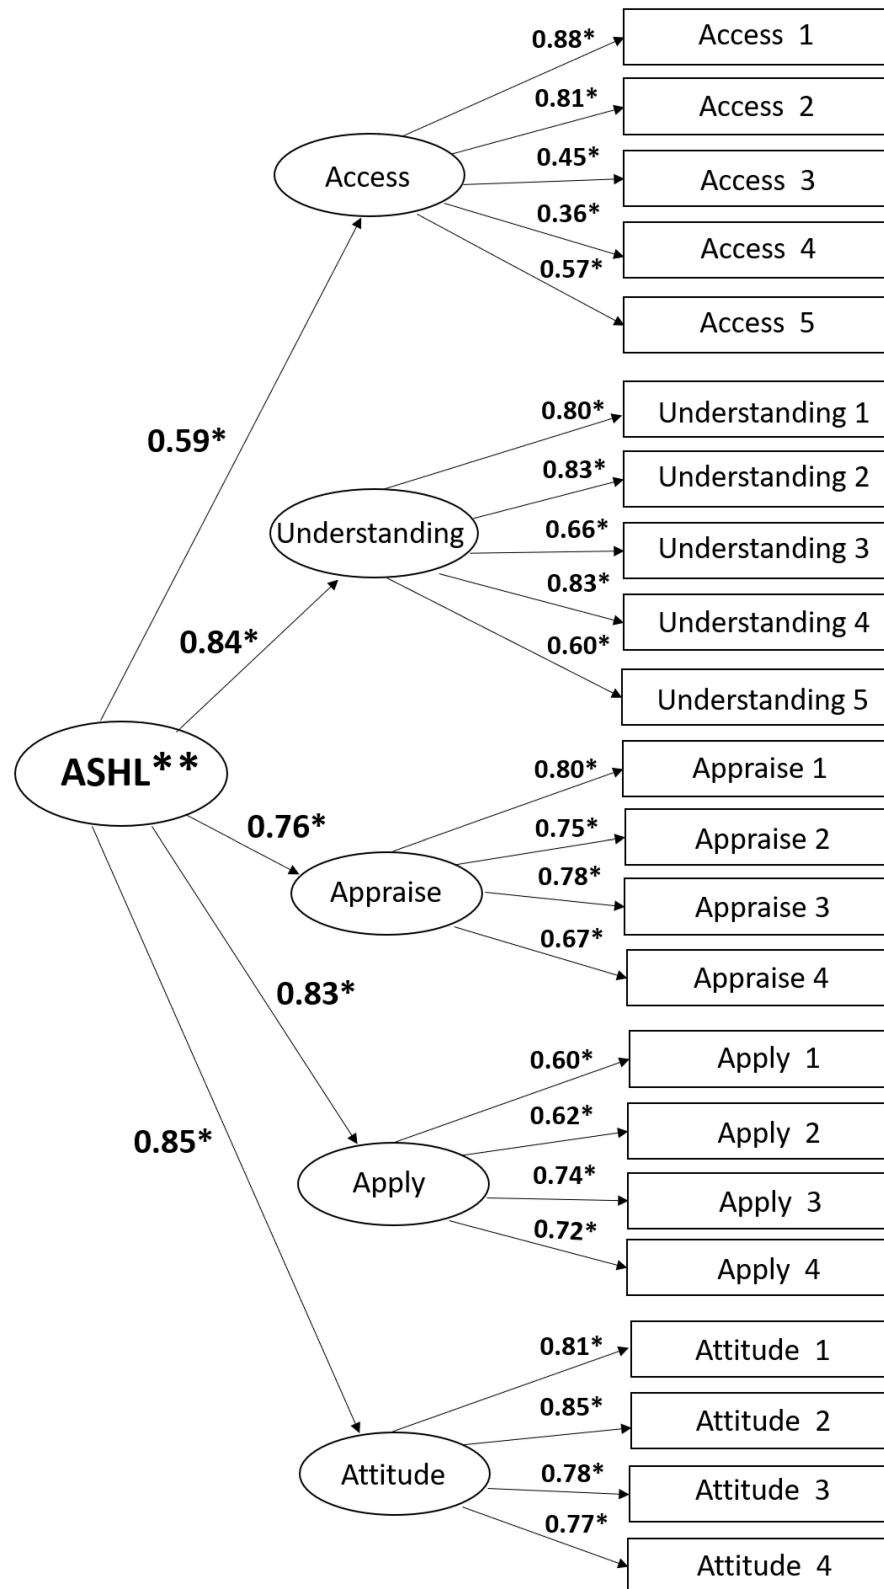 0.88*
Access 1
0.81*
Access 2
0.45*
Access 3
Access
0.36*
Access 4
0.57*
Access 5
0.59*
0.80*
Understanding 1
0.83*
Understanding 2
Understanding
0.66*
Understanding 3
0.83*
Understanding 4
0.60*
Understanding 5
0.84*
ASHL**
0.80*
Appraise 1
0.76*
0.75*
Appraise 2
Appraise
0.78*
Appraise 3
0.67*
Appraise 4
0.83*
0.60*
Apply 1
0.62*
Apply 2
Apply
0.74*
Apply 3
0.72*
Apply 4
0.85*
0.81*
Attitude 1
0.85*
Attitude 2
Attitude
0.78*
Attitude 3
0.77*
Attitude 4